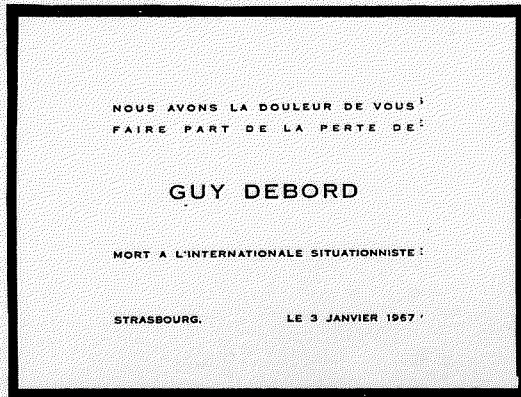 NOUS AVONS LA DOULEUR DE VOUS
FAIRE PART DE LA PERTE DE
GUY DEBORD
MORT A L'INTERNATIONALE SITUATIONNISTE
STRASBOURG, LE 3 JANVIER 1967